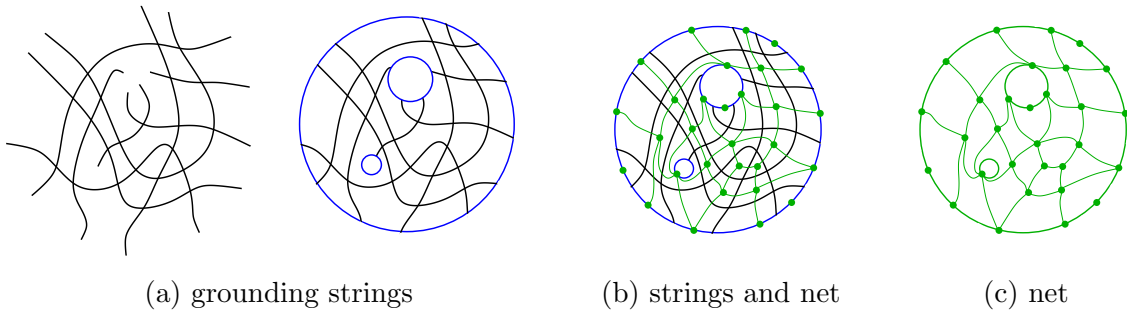 (a) grounding strings
(b) strings and net
(c) net